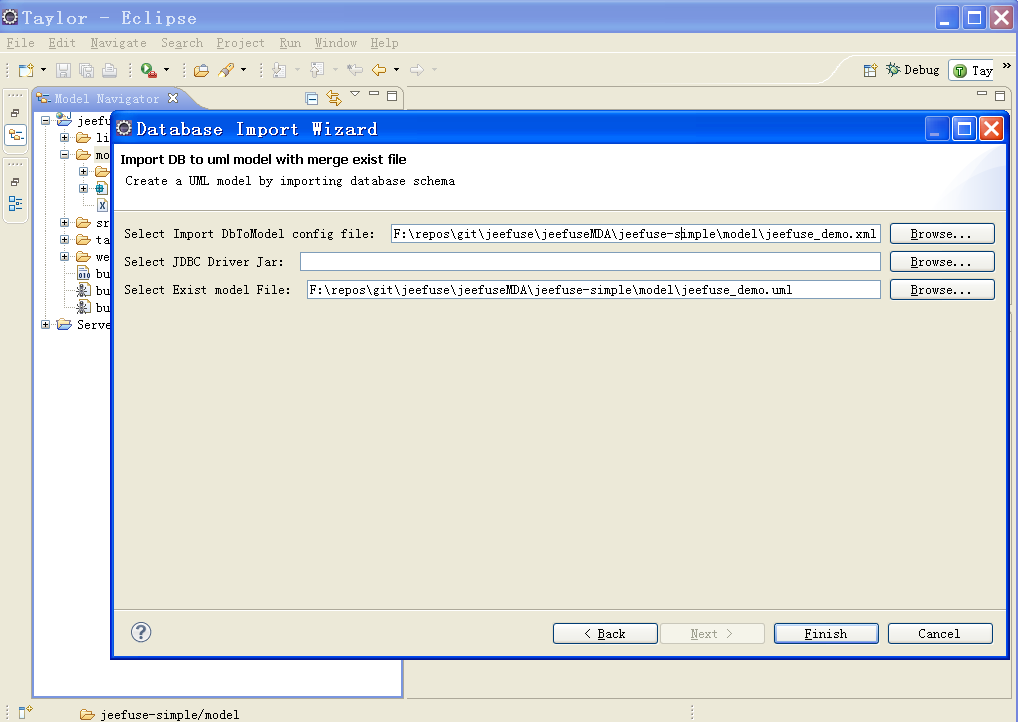 Taylor - Eclipse
File Edit Navigate Search Project Run Window Help
Debug Tay »
Model Navigator
jeefu
li
Database Import Wizard
mo
Import DB to uml model with merge exist file
Create a UML model by importing database schema
X
sr
Select Import DbToModel config file: F:\repos\git\jeefuse\jeefuseMDA\jeefuse-simple\model\jeefuse_demo.xml Browse...
ta
we
Select JDBC Driver Jar: Browse...
010 bu
bu
Select Exist model File: F:\repos\git\jeefuse\jeefuseMDA\jeefuse-simple\model\jeefuse_demo.uml Browse...
bu
Serve
? < Back Next > Finish Cancel
jeefuse-simple/model